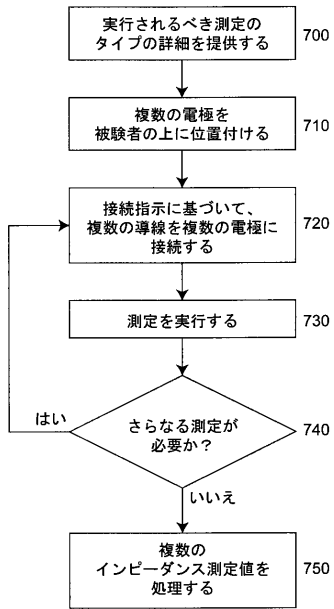 実行されるべき測定の
タイプの詳細を提供する
700
複数の電極を
被験者の上に位置付ける
710
接続指示に基づいて、
複数の導線を複数の電極に
接続する
720
測定を実行する
730
さらなる測定が
必要か？
740
はい
いいえ
複数の
インピーダンス測定値を
処理する
750